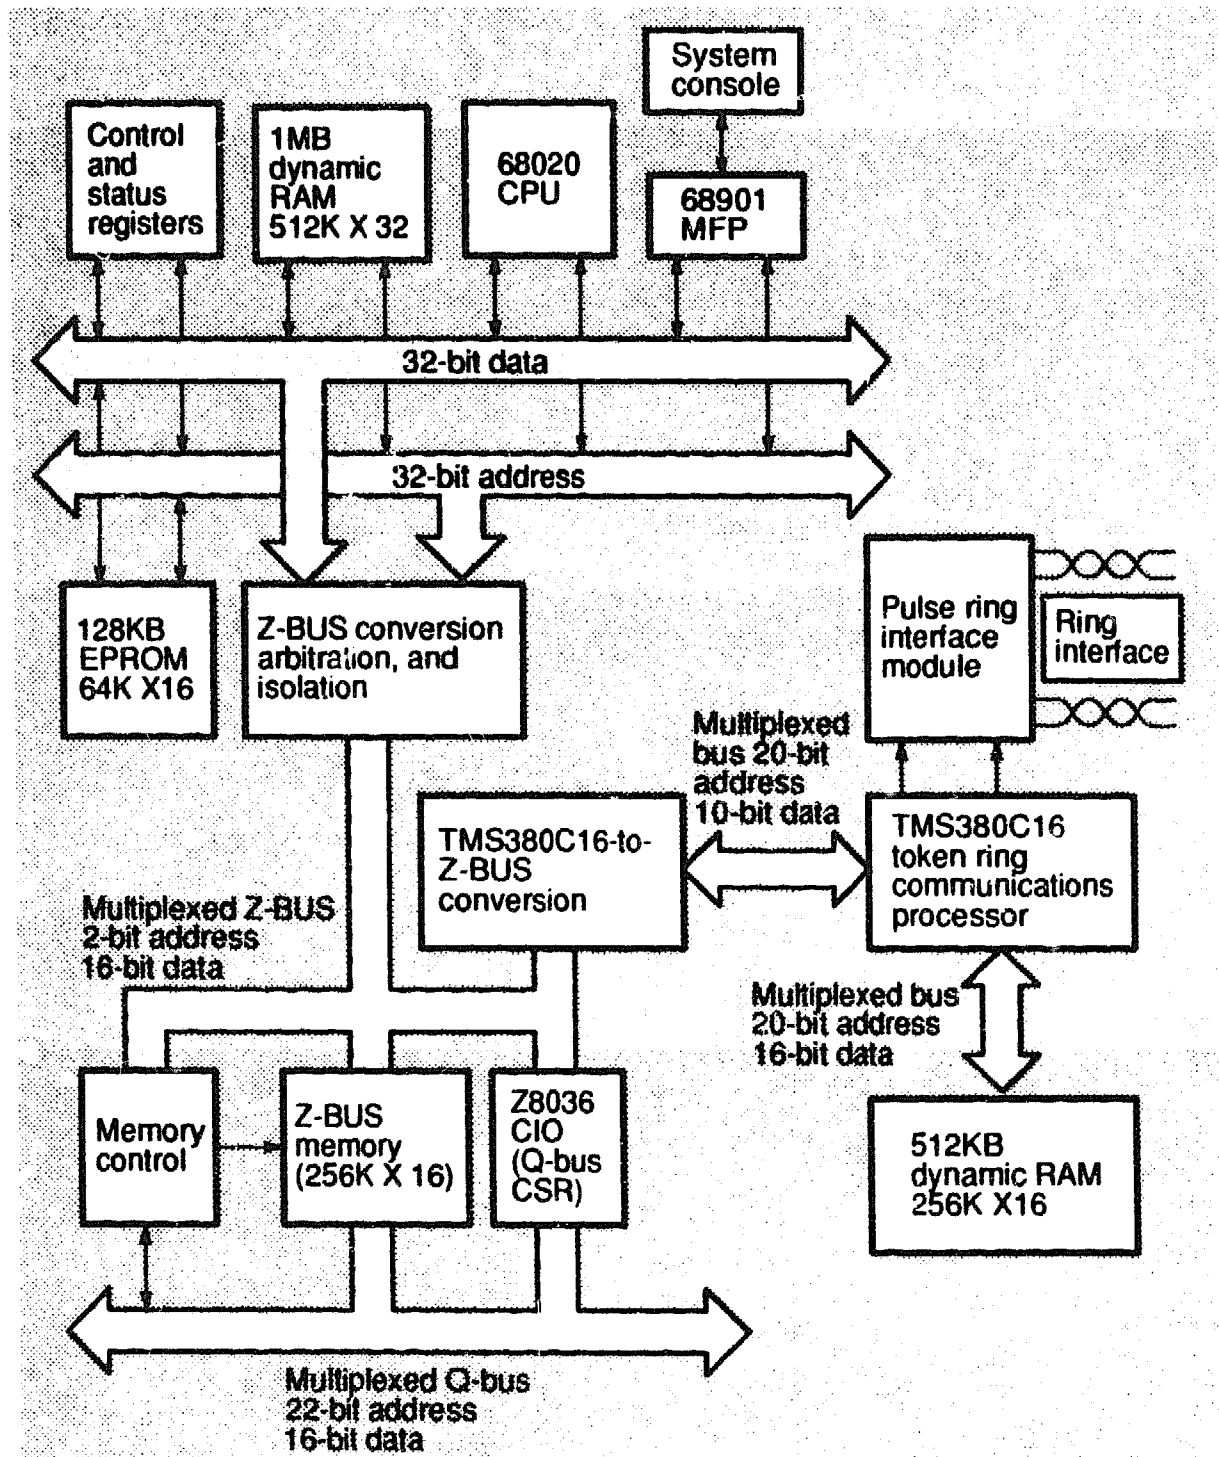 System
console
Control
and
status
registers
1MB
dynamic
RAM
512K X 32
68020
CPU
68901
MFP
32-bit data
32-bit address
128KB
EPROM
64K X16
Z-BUS conversion
arbitration, and
isolation
Pulse ring
interface
module
Ring
interface
Multiplexed
bus 20-bit
address
10-bit data
TMS380C16-to-
Z-BUS
conversion
TMS380C16
token ring
communications
processor
Multiplexed Z-BUS
2-bit address
16-bit data
Multiplexed bus
20-bit address
16-bit data
Memory
control
Z-BUS
memory
(256K X 16)
Z8036
CIO
(Q-bus
CSR)
512KB
dynamic RAM
256K X16
Multiplexed Q-bus
22-bit address
16-bit data